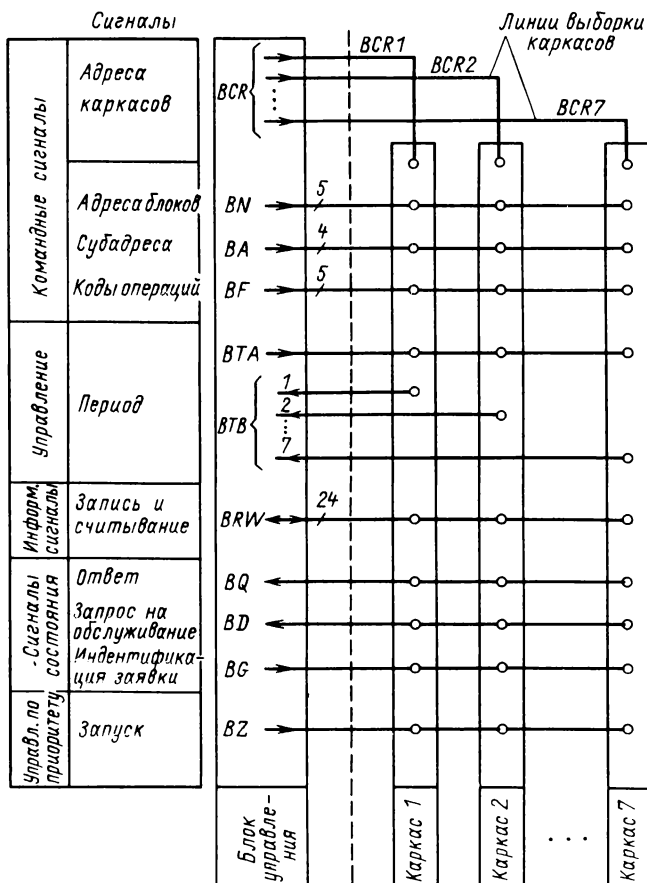 Сигналы
Командные сигналы
Адреса
каркасов
Адреса блоков
Субадреса
Коды операций
Управление
Период
Информ.
сигналы
Запись и
считывание
-Сигналы
состояния
Ответ
Запрос на
обслуживание
Индентифика-
ция заявки
Управл. по
приоритету
Запуск
BCR
BN
BA
BF
BTA
BTB
1
2
7
BRW
BQ
BD
BG
BZ
Блок
управле-
ния
5
4
5
24
BCR1
BCR2
BCR7
Линии выборки
каркасов
Каркас 1
Каркас 2
. . .
Каркас 7